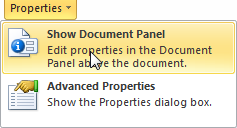 Properties
Show Document Panel
Edit properties in the Document
Panel above the document.
Advanced Properties
Show the Properties dialog box.